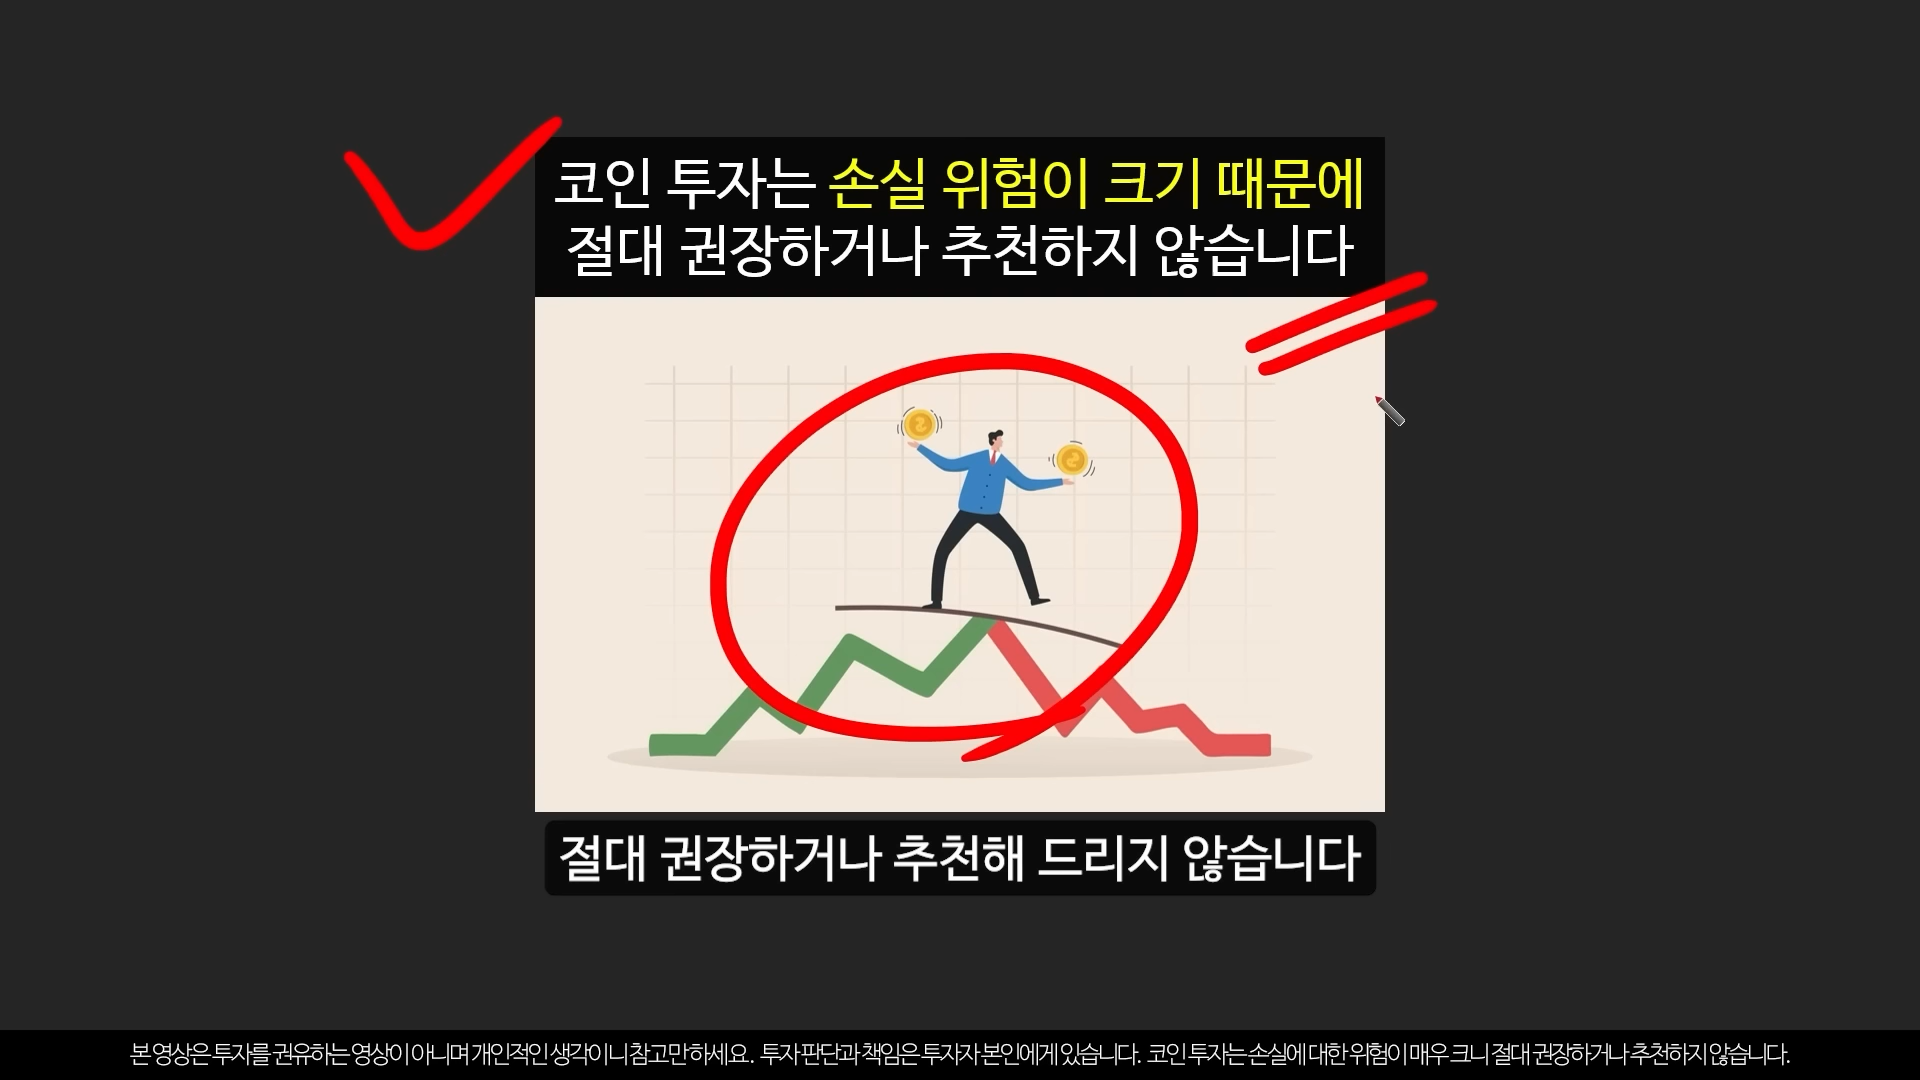 코인 투자는 손실 위험이 크기 때문에
절대 권장하거나 추천하지 않습니다
절대 권장하거나 추천해 드리지 않습니다
본 영상은 투자를 권유하는 영상이 아니며 개인적인 생각이니 참고만 하세요. 투자 판단과 책임은 투자자 본인에게 있습니다. 코인 투자는 손실에 대한 위험이 매우 크니 절대 권장하거나 추천하지 않습니다.